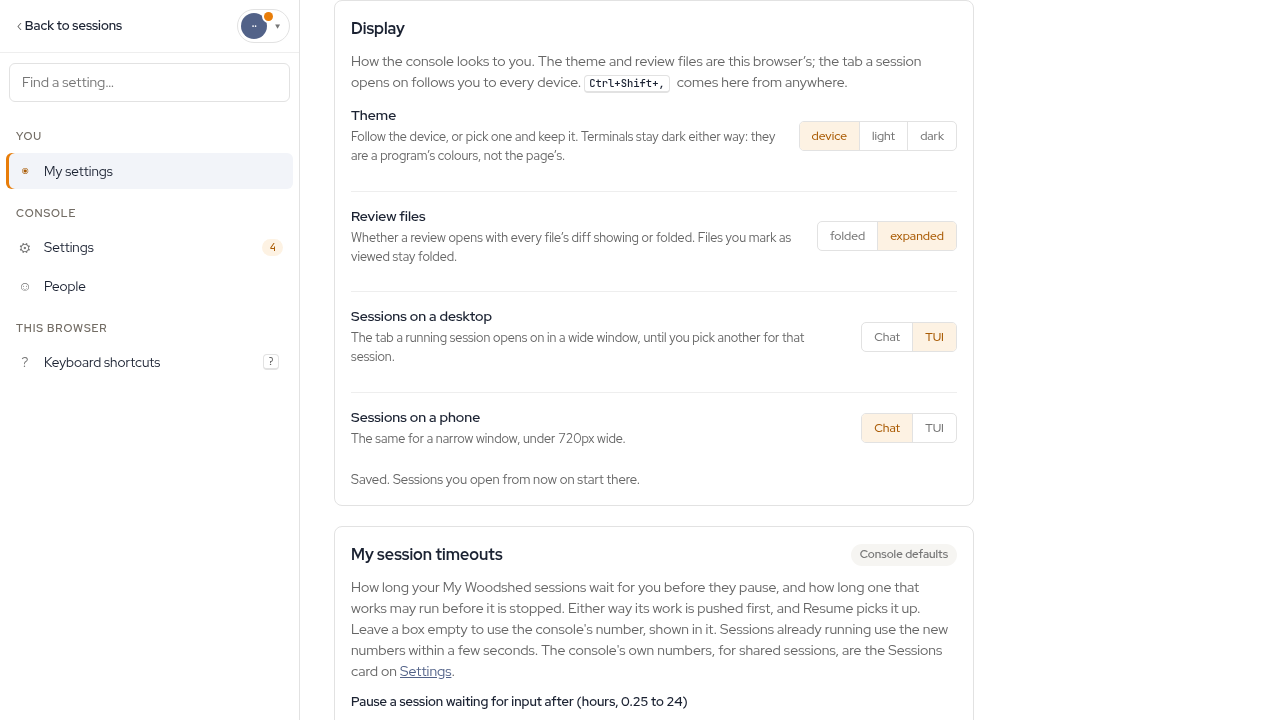 ‹ Back to sessions
Find a setting...
YOU
My settings
CONSOLE
Settings
4
People
THIS BROWSER
? Keyboard shortcuts
?
Display
How the console looks to you. The theme and review files are this browser's; the tab a session
opens on follows you to every device. Ctrl+Shift+, comes here from anywhere.
Theme
Follow the device, or pick one and keep it. Terminals stay dark either way: they
are a program's colours, not the page's.
device light dark
Review files
Whether a review opens with every file's diff showing or folded. Files you mark as
viewed stay folded.
folded expanded
Sessions on a desktop
The tab a running session opens on in a wide window, until you pick another for that
session.
Chat TUI
Sessions on a phone
The same for a narrow window, under 720px wide.
Chat TUI
Saved. Sessions you open from now on start there.
My session timeouts
Console defaults
How long your My Woodshed sessions wait for you before they pause, and how long one that
works may run before it is stopped. Either way its work is pushed first, and Resume picks it up.
Leave a box empty to use the console's number, shown in it. Sessions already running use the new
numbers within a few seconds. The console's own numbers, for shared sessions, are the Sessions
card on Settings.
Pause a session waiting for input after (hours, 0.25 to 24)